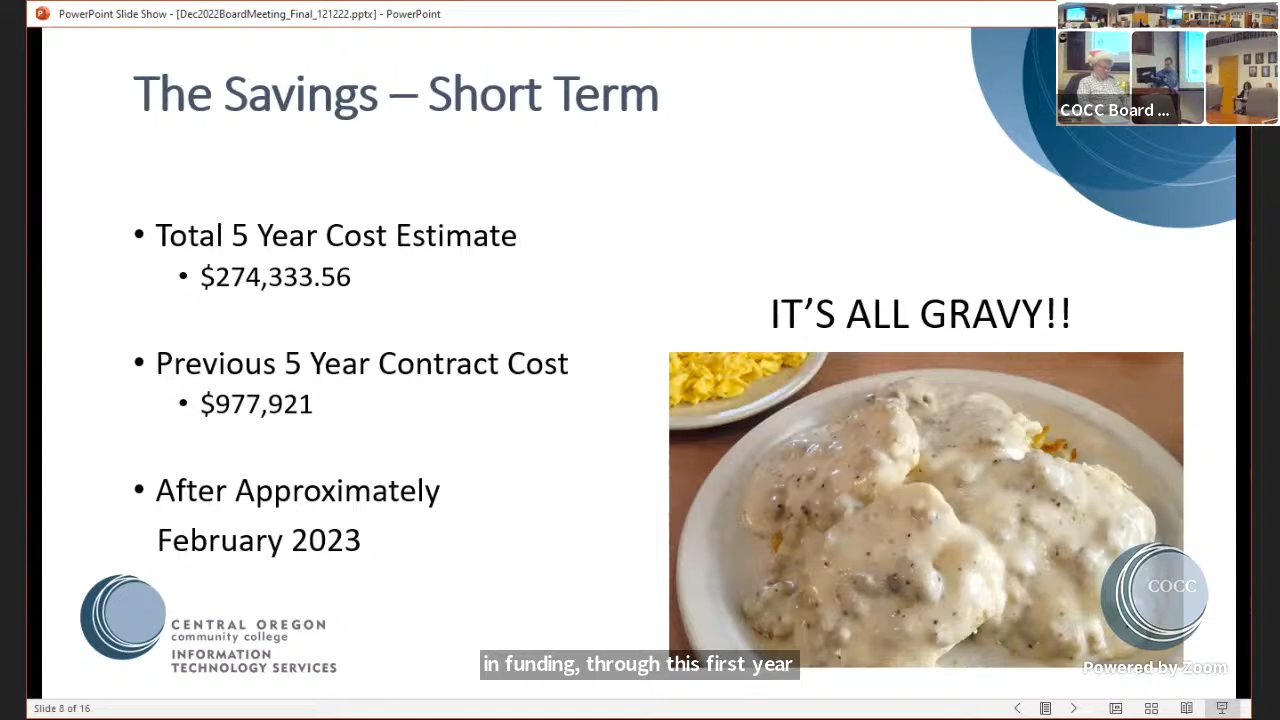 PowerPoint Slide Show - [Dec2022BoardMeeting_Final_121222.pptx] - PowerPoint
COCC Board ...
The Savings – Short Term
• Total 5 Year Cost Estimate
• $274,333.56
• Previous 5 Year Contract Cost
• $977,921
• After Approximately
February 2023
IT’S ALL GRAVY!!
COCC
CENTRAL OREGON
community college
INFORMATION
TECHNOLOGY SERVICES
in funding, through this first year
Powered by Zoom
Slide 8 of 16